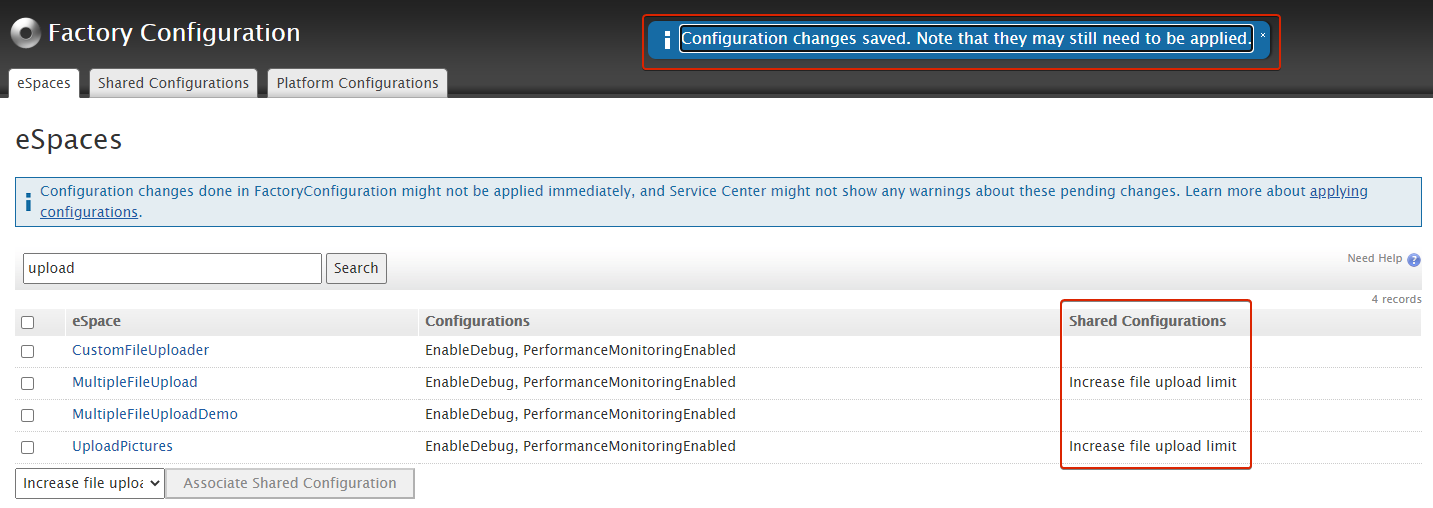 Factory Configuration
Configuration changes saved. Note that they may still need to be applied.
eSpaces
Shared Configurations
Platform Configurations
eSpaces
Configuration changes done in FactoryConfiguration might not be applied immediately, and Service Center might not show any warnings about these pending changes. Learn more about applying
configurations.
upload
Search
Need Help ?
4 records
eSpace Configurations Shared Configurations
CustomFileUploader EnableDebug, PerformanceMonitoringEnabled
MultipleFileUpload EnableDebug, PerformanceMonitoringEnabled Increase file upload limit
MultipleFileUploadDemo EnableDebug, PerformanceMonitoringEnabled
UploadPictures EnableDebug, PerformanceMonitoringEnabled Increase file upload limit
Increase file uploa
Associate Shared Configuration